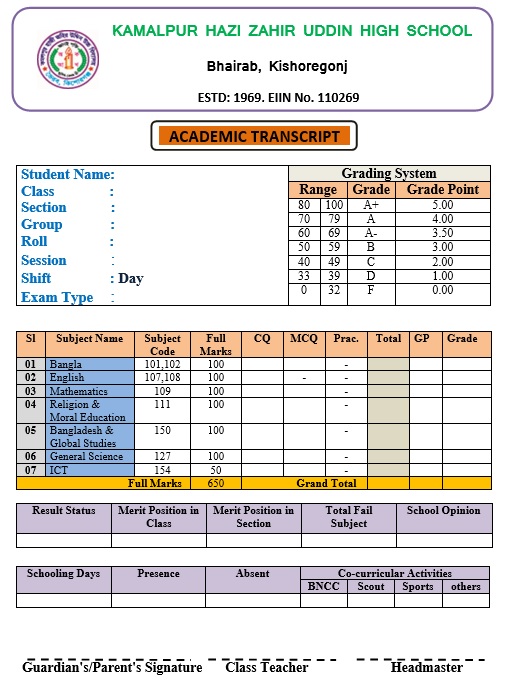 KAMALPUR HAZI ZAHIR UDDIN HIGH SCHOOL
Bhairab, Kishoregonj
ESTD: 1969. EIIN No. 110269
ACADEMIC TRANSCRIPT
Student Name:
Class :
Section :
Group :
Roll :
Session :
Shift : Day
Exam Type :
Grading System
Range Grade Grade Point
80 100 A+ 5.00
70 79 A 4.00
60 69 A- 3.50
50 59 B 3.00
40 49 C 2.00
33 39 D 1.00
0 32 F 0.00
Sl Subject Name Subject Code Full Marks CQ MCQ Prac. Total GP Grade
01 Bangla 101,102 100 -
02 English 107,108 100 - -
03 Mathematics 109 100 -
04 Religion & Moral Education 111 100 -
05 Bangladesh & Global Studies 150 100 -
06 General Science 127 100 -
07 ICT 154 50 -
Full Marks 650 Grand Total
Result Status Merit Position in Class Merit Position in Section Total Fail Subject School Opinion
Schooling Days Presence Absent Co-curricular Activities
BNCC Scout Sports others
Guardian's/Parent's Signature Class Teacher Headmaster